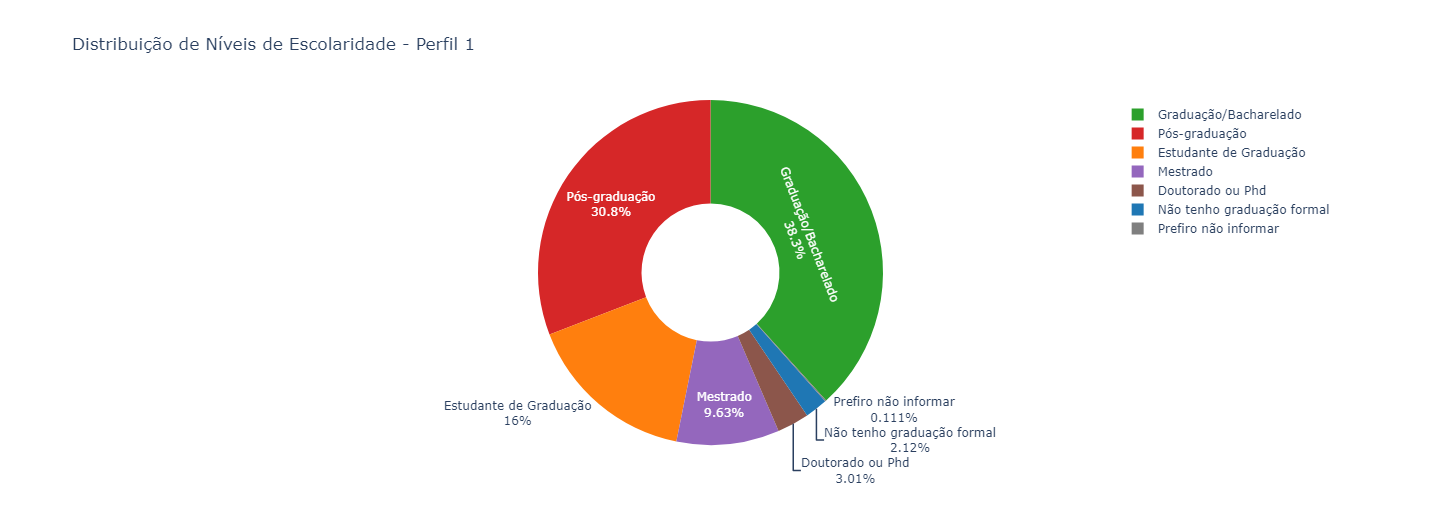 Distribuição de Níveis de Escolaridade - Perfil 1
Graduação/Bacharelado
38.3%
Pós-graduação
30.8%
Estudante de Graduação
16%
Mestrado
9.63%
Prefiro não informar
0.111%
Não tenho graduação formal
2.12%
Doutorado ou Phd
3.01%
Graduação/Bacharelado
Pós-graduação
Estudante de Graduação
Mestrado
Doutorado ou Phd
Não tenho graduação formal
Prefiro não informar